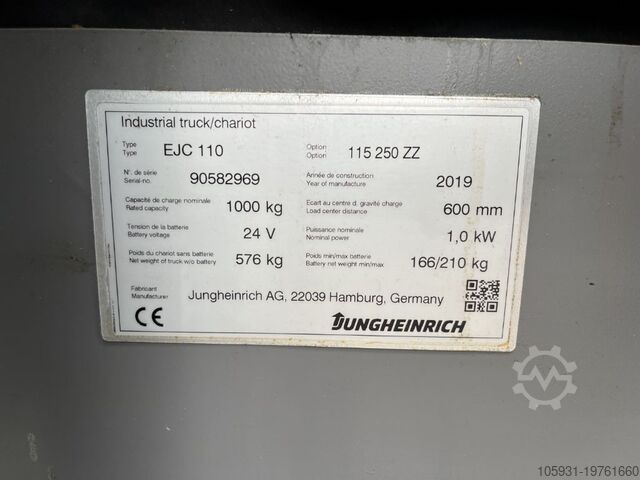 Industrial truck/chariot
Type
Type EJC 110 Option
Option 115 250 ZZ
N°. de série
Serial-no. 90582969 Année de construction
Year of manufacture 2019
Capacité de charge nominale
Rated capacity 1000 kg Ecart au centre d. gravité charge
Load center distance 600 mm
Tension de la batterie
Battery voltage 24 V Puissance nominale
Nominal power 1,0 kW
Poids du chariot sans batterie
Net weight of truck w/o battery 576 kg Poids min/max batterie
Battery net weight min/max 166/210 kg
Fabricant
Manufacturer Jungheinrich AG, 22039 Hamburg, Germany
CE JUNGHEINRICH
105931-19761660